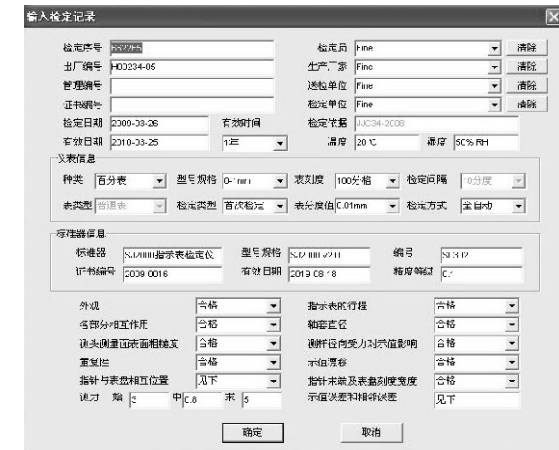 输入检定记录
检定序号 检定员 Fine 清除
出厂编号 H00234-05 生产厂家 Fine 清除
管理编号 送检单位 Fine 清除
证书编号 检定单位 Fine 清除
检定日期 2009-03-26 有效时间 检定依据 JJG34-2008
有效日期 2010-03-25 1年 温度 20℃ 湿度 50% RH
仪表信息
种类 百分表 型号规格 表刻度 100分格 检定间隔 10分度
表类型 普通表 检定类型 首次检定 表分度值 0.01mm 检定方式 全自动
标准器信息
标准器 型号规格 编号
证书编号 2009 0016 有效日期 2019 08 18 精度等级
外观 合格 指示表的行程 合格
各部分相互作用 合格 轴套直径 合格
测头测量面表面粗糙度 合格 测杆径向受力对示值影响 合格
重复性 合格 示值漂移 合格
指针与表盘相互位置 见下 指针末端及表盘刻度宽度 合格
测力 始 3 中 0.8 末 5 示值误差和相邻误差 见下
确定 取消